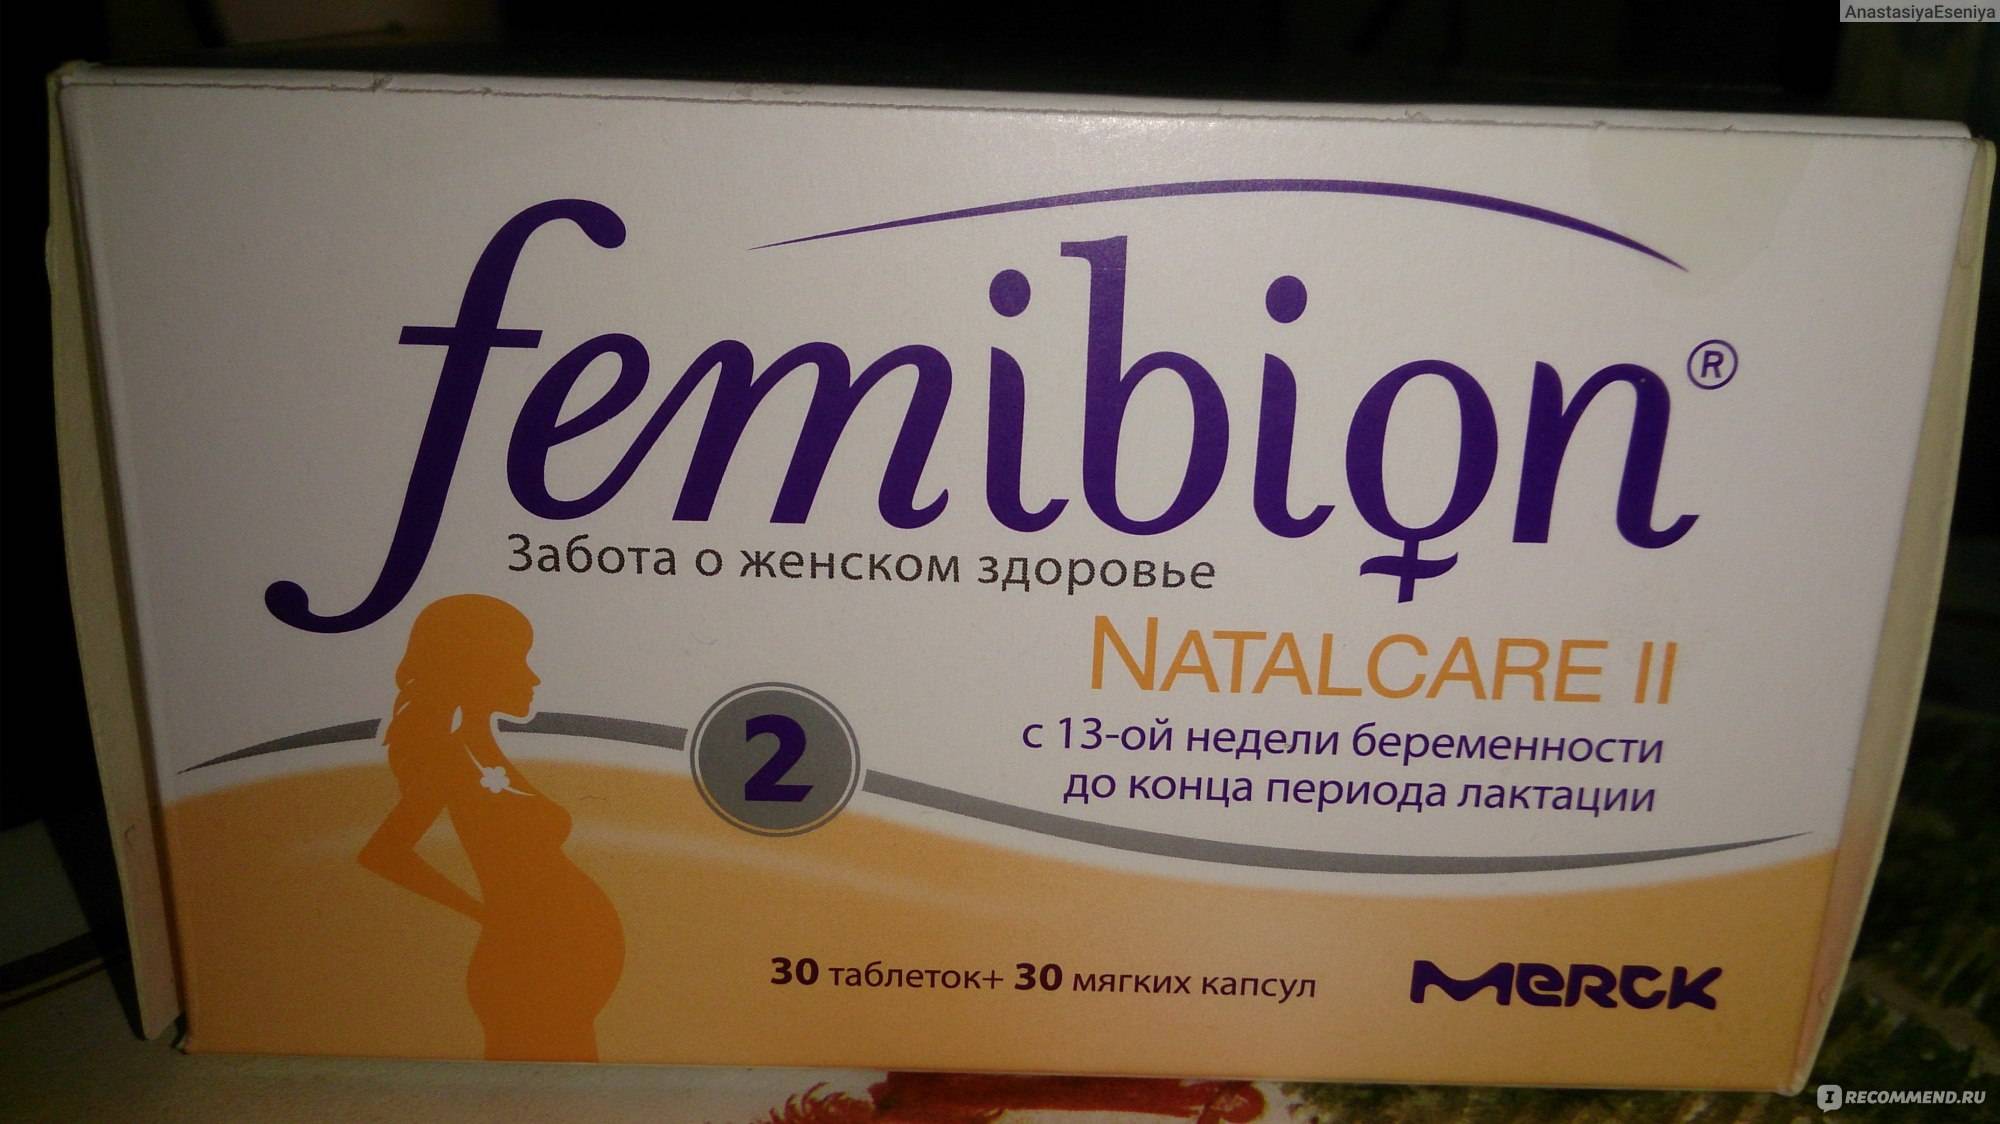 AnastasiyaEseniya
femibion®
Забота о женском здоровье
NATALCARE II
2
с 13-ой недели беременности
до конца периода лактации
30 таблеток+ 30 мягких капсул
MERCK
IRECOMMEND.RU